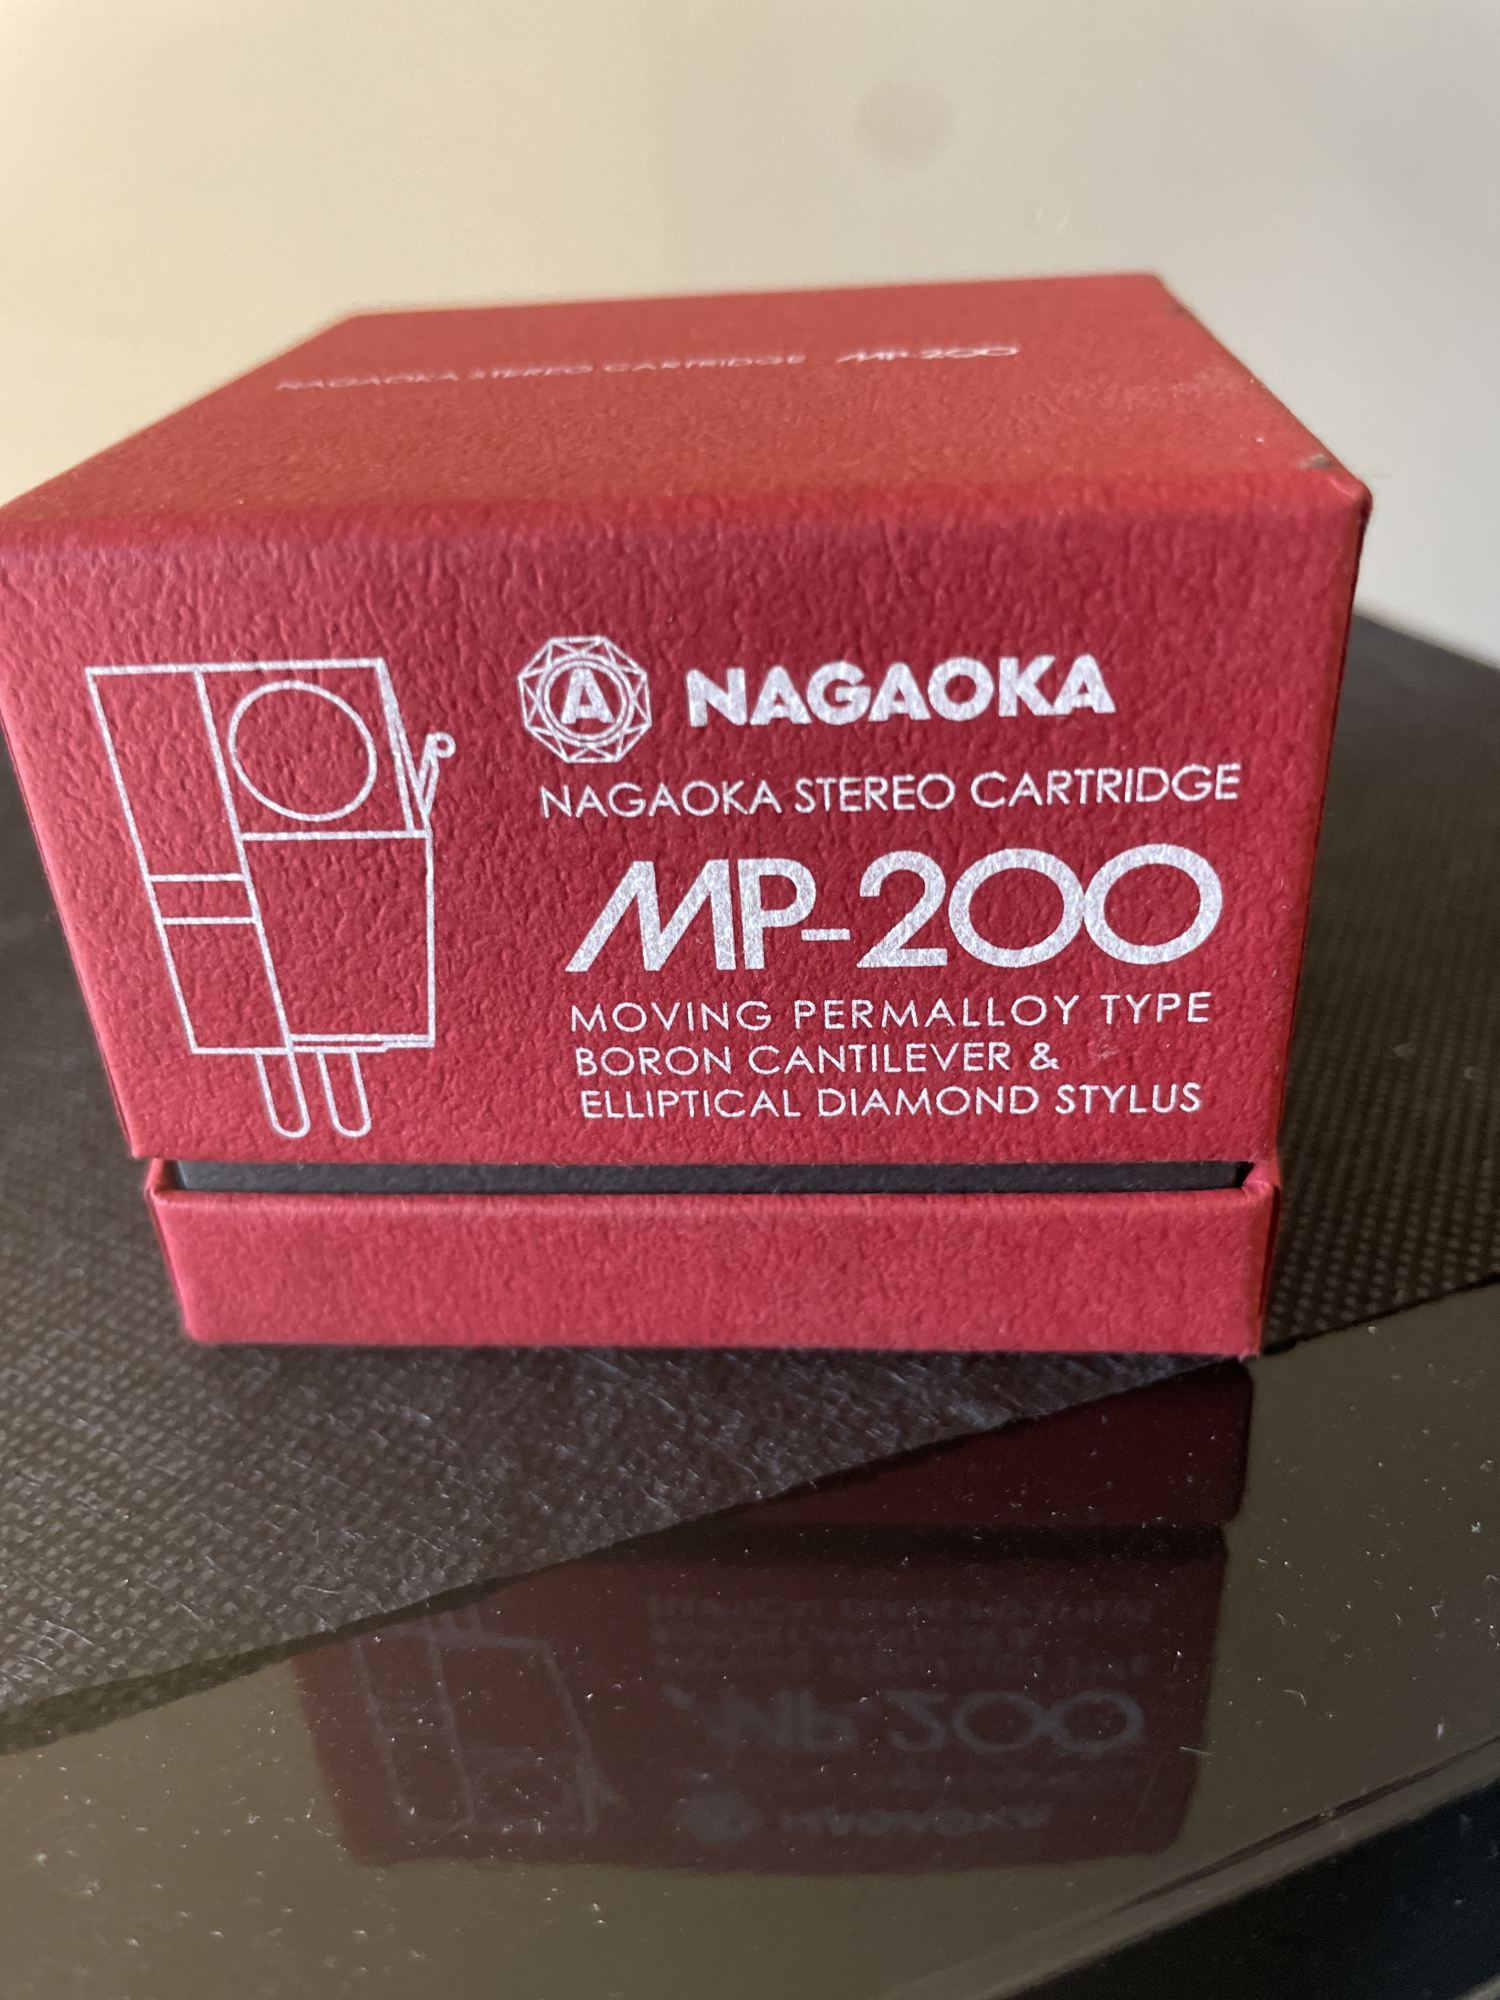 NAGAOKA STEREO CARTRIDGE MP-200
A NAGAOKA
NAGAOKA STEREO CARTRIDGE
MP-200
MOVING PERMALLOY TYPE
BORON CANTILEVER &
ELLIPTICAL DIAMOND STYLUS